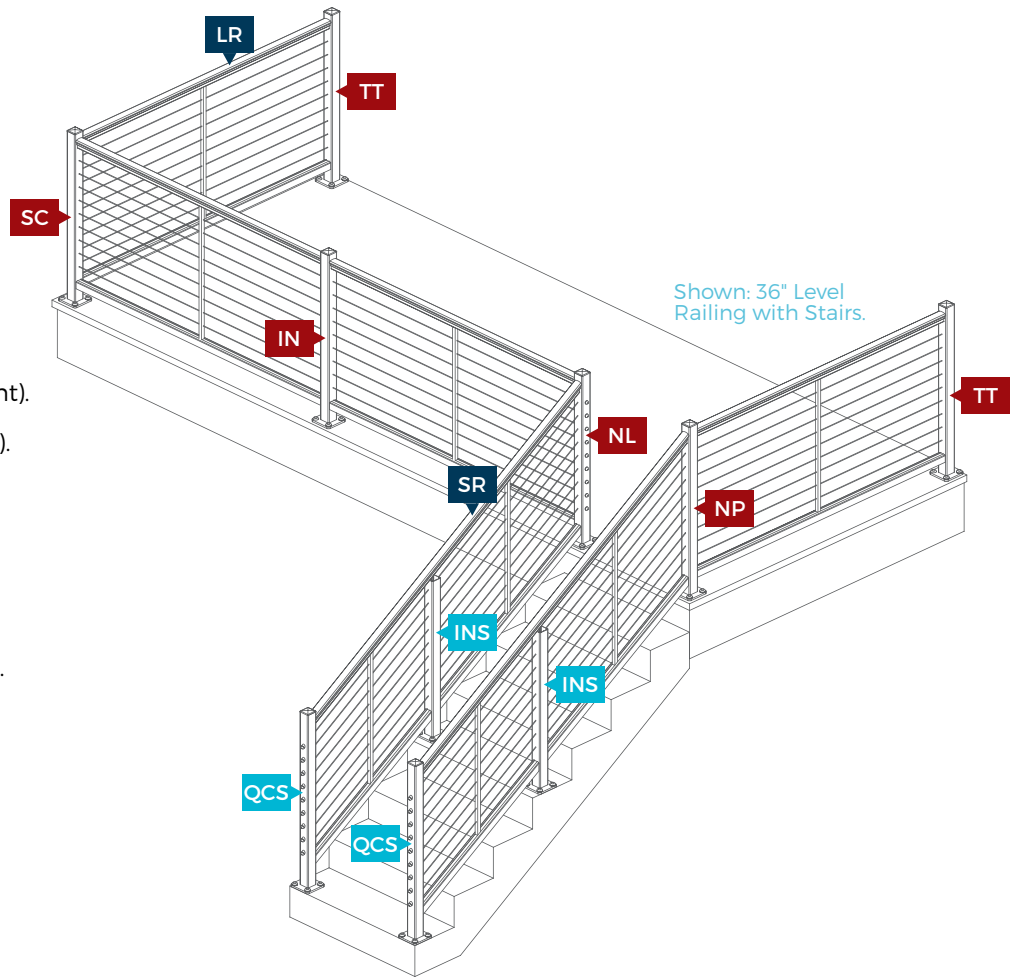 LR
TT
SC
IN
Shown: 36" Level
Railing with Stairs.
nt).
TT
NL
).
SR
NP
INS
.
INS
QCS
QCS